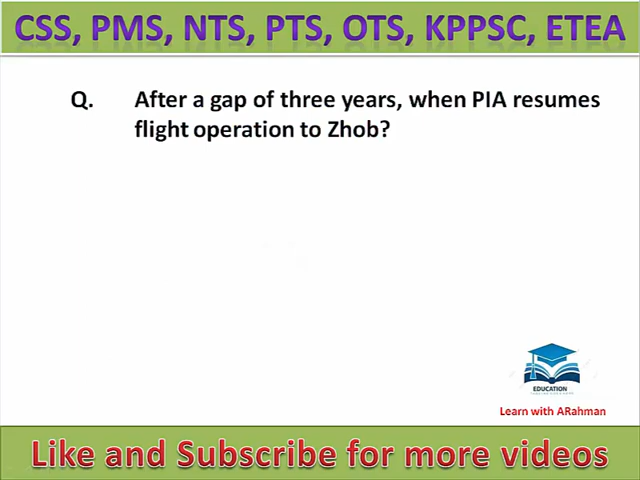 CSS, PMS, NTS, PTS, OTS, KPPSC, ETEA
Q. After a gap of three years, when PIA resumes
flight operation to Zhob?
EDUCATION
Learn with ARahman
Like and Subscribe for more videos